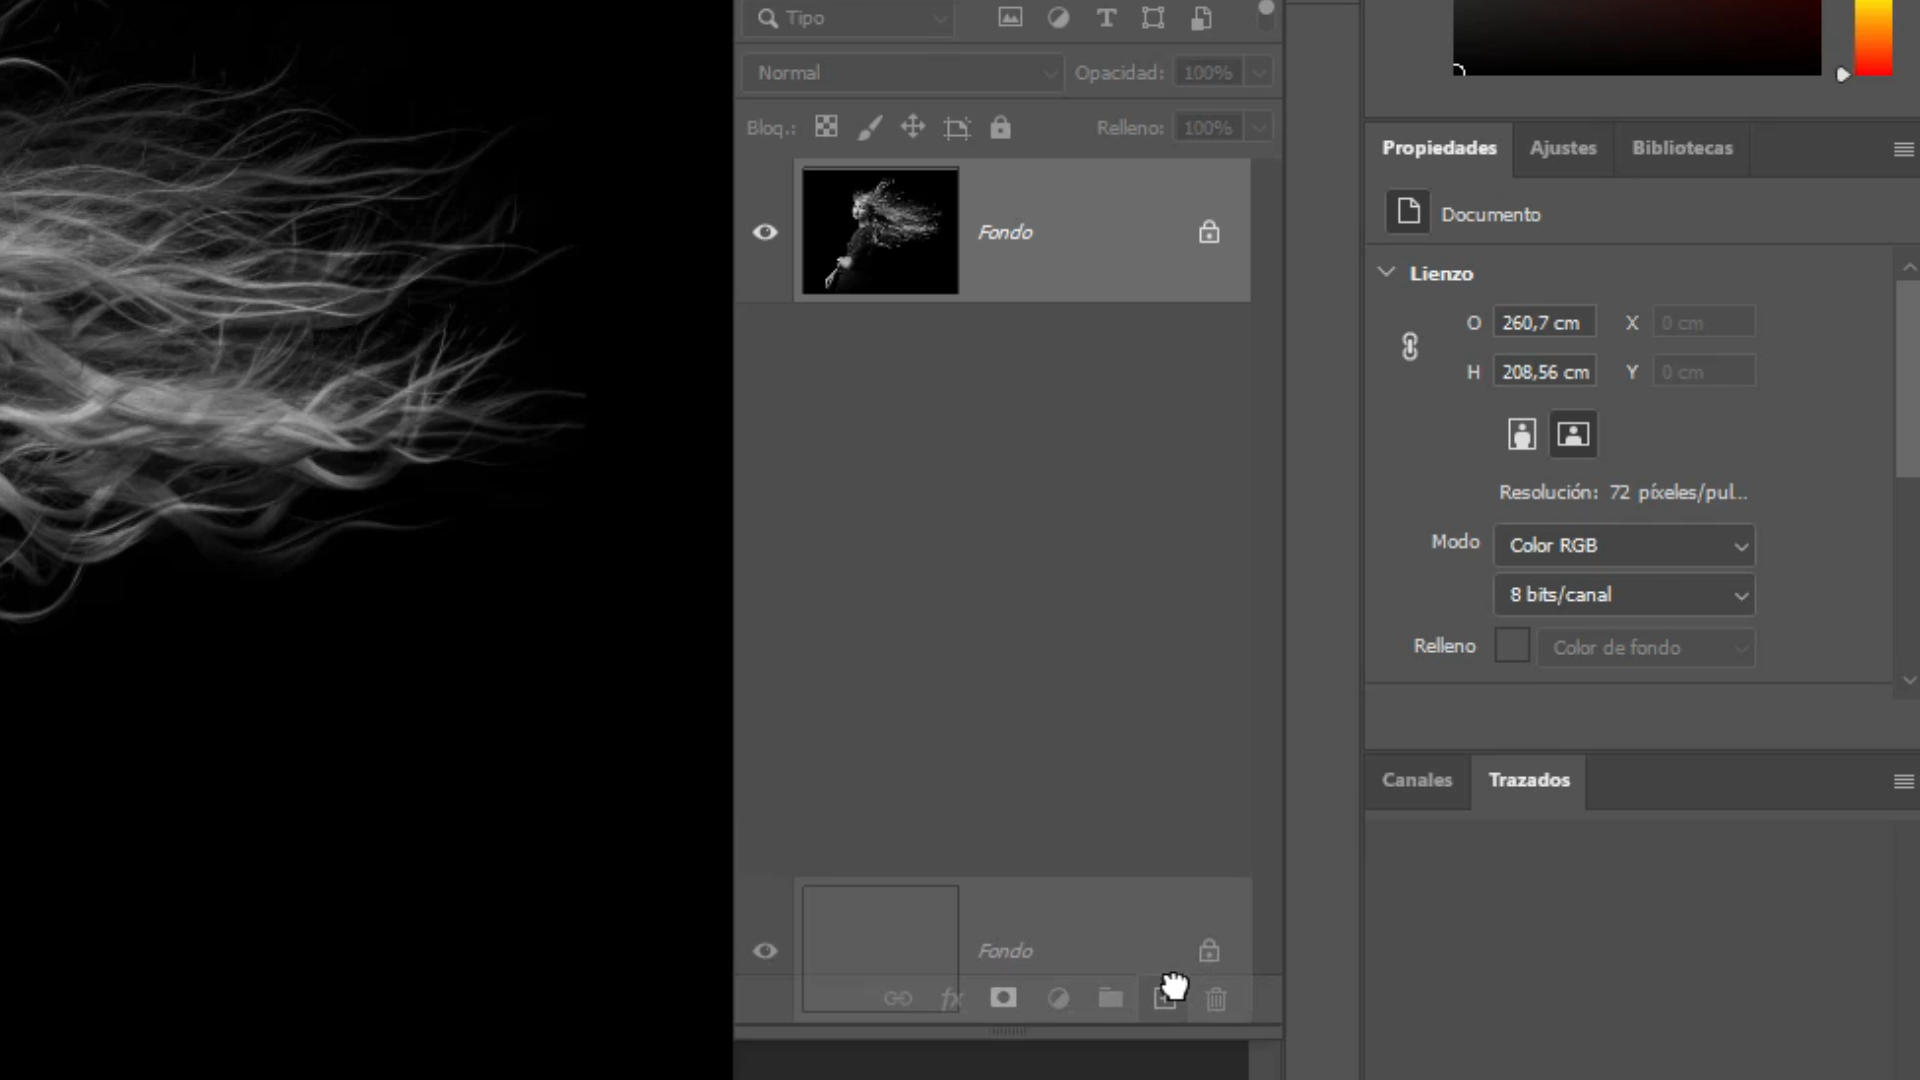 Tipo
Normal
Opacidad: 100%
Bloq.:
Relleno: 100%
Fondo
Fondo
fx
Propiedades Ajustes Bibliotecas
Documento
Lienzo
O 260,7 cm X 0 cm
H 208,56 cm Y 0 cm
Resolución: 72 píxeles/pul...
Modo Color RGB
8 bits/canal
Relleno Color de fondo
Canales Trazados